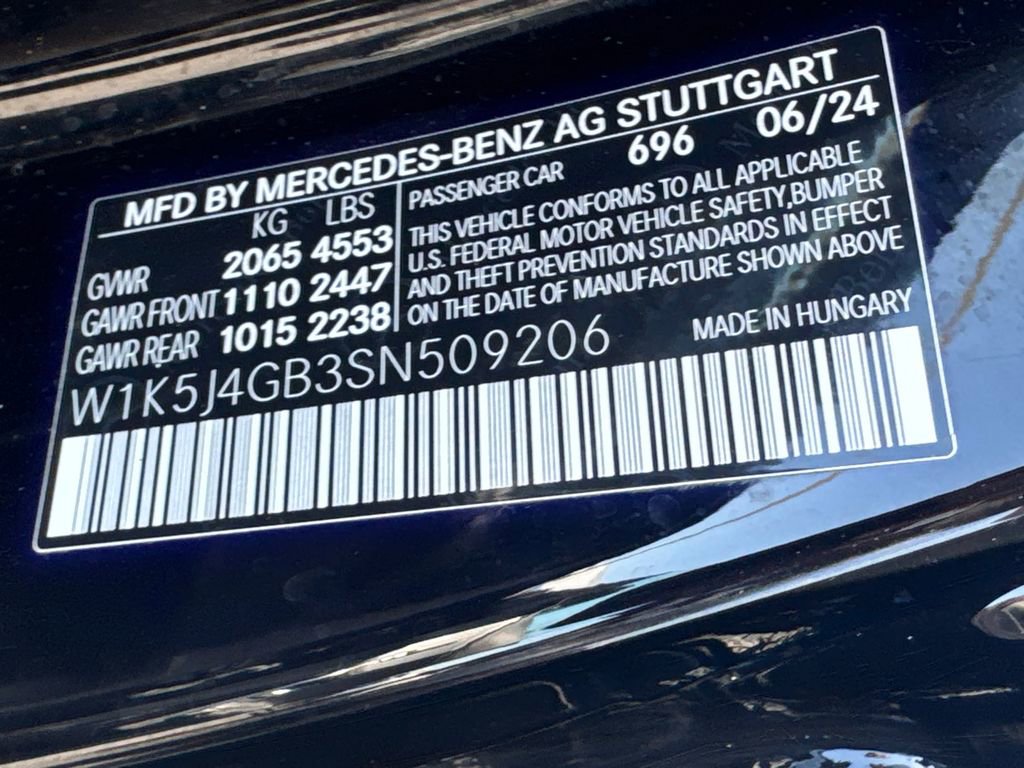 MFD BY MERCEDES-BENZ AG STUTTGART
KG LBS
GVWR 2065 4553
GAWR FRONT 1110 2447
GAWR REAR 1015 2238
PASSENGER CAR 696 06/24
THIS VEHICLE CONFORMS TO ALL APPLICABLE
U.S. FEDERAL MOTOR VEHICLE SAFETY,BUMPER
AND THEFT PREVENTION STANDARDS IN EFFECT
ON THE DATE OF MANUFACTURE SHOWN ABOVE
W1K5J4GB3SN509206 MADE IN HUNGARY